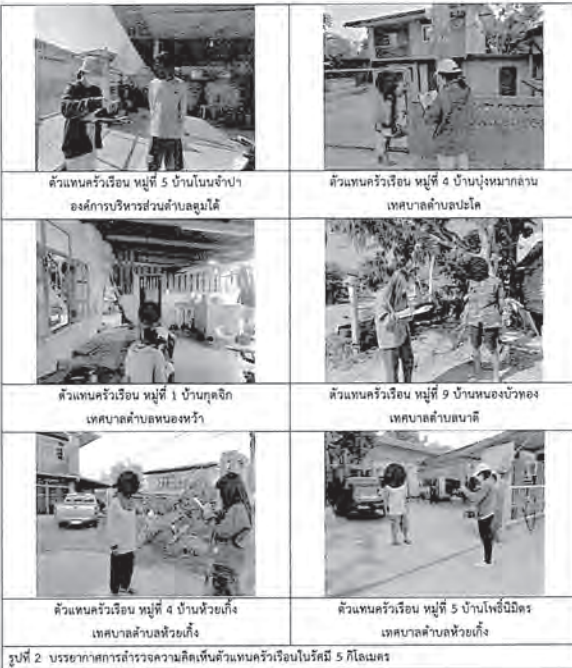 ตัวแทนครัวเรือน หมู่ที่ 5 บ้านโนนจำปา
องค์การบริหารส่วนตำบลตูมใต้
ตัวแทนครัวเรือน หมู่ที่ 4 บ้านบุ่งหมากลาน
เทศบาลตำบลปะโค
ตัวแทนครัวเรือน หมู่ที่ 1 บ้านกุดจิก
เทศบาลตำบลหนองหว้า
ตัวแทนครัวเรือน หมู่ที่ 9 บ้านหนองบัวทอง
เทศบาลตำบลนาดี
ตัวแทนครัวเรือน หมู่ที่ 4 บ้านห้วยเกิ้ง
เทศบาลตำบลห้วยเกิ้ง
ตัวแทนครัวเรือน หมู่ที่ 5 บ้านโพธิ์นิมิตร
เทศบาลตำบลห้วยเกิ้ง
รูปที่ 2 บรรยากาศการสำรวจความคิดเห็นตัวแทนครัวเรือนในรัศมี 5 กิโลเมตร